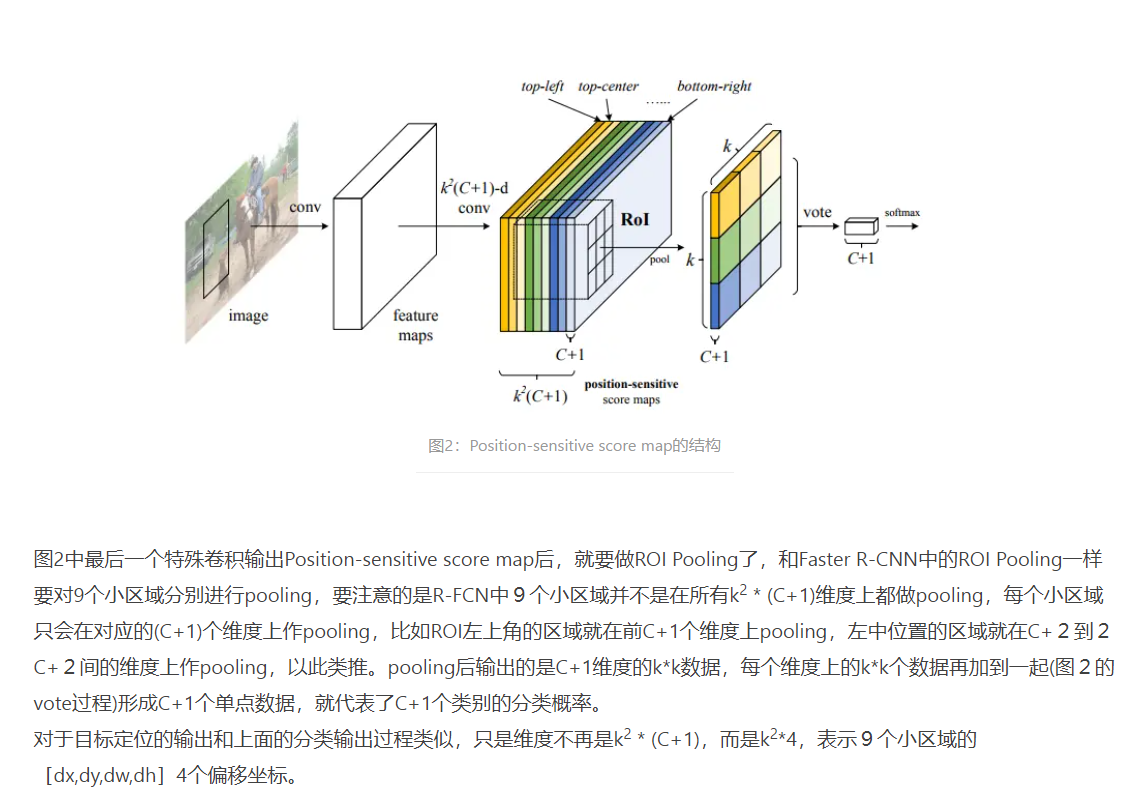 top-left top-center ...... bottom-right
k
k²(C+1)-d
conv
conv
RoI
vote
softmax
pool
k
C+1
image
feature
maps
C+1
C+1
k²(C+1)
position-sensitive
score maps
图2：Position-sensitive score map的结构
图2中最后一个特殊卷积输出Position-sensitive score map后，就要做ROI Pooling了，和Faster R-CNN中的ROI Pooling一样
要对9个小区域分别进行pooling，要注意的是R-FCN中９个小区域并不是在所有k² * (C+1)维度上都做pooling，每个小区域
只会在对应的(C+1)个维度上作pooling，比如ROI左上角的区域就在前C+1个维度上pooling，左中位置的区域就在C+２到２
C+２间的维度上作pooling，以此类推。pooling后输出的是C+1维度的k*k数据，每个维度上的k*k个数据再加到一起(图２的
vote过程)形成C+1个单点数据，就代表了C+1个类别的分类概率。
对于目标定位的输出和上面的分类输出过程类似，只是维度不再是k² * (C+1)，而是k²*4，表示９个小区域的
［dx,dy,dw,dh］4个偏移坐标。